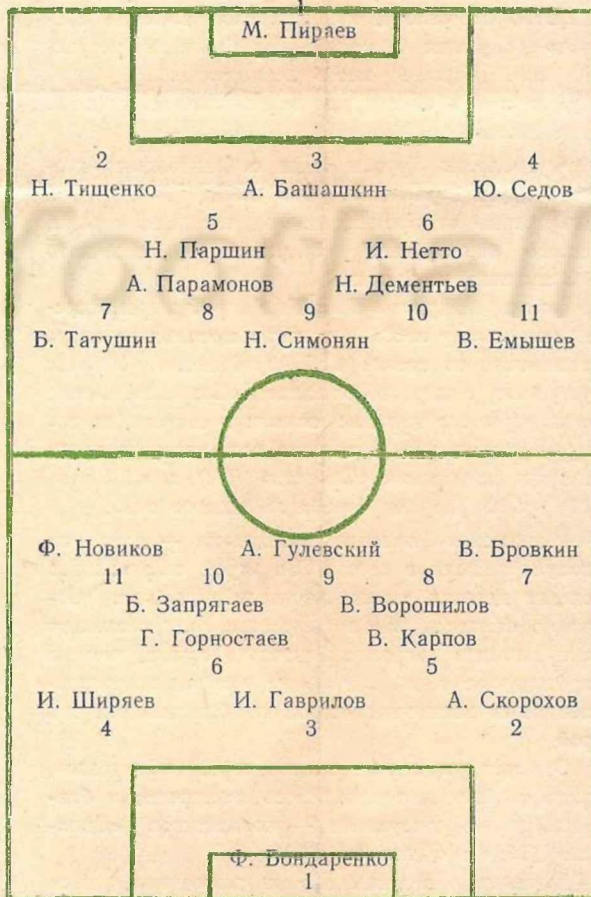 1
М. Пираев
2 3 4
Н. Тищенко А. Башашкин Ю. Седов
5 6
Н. Паршин И. Нетто
А. Парамонов Н. Дементьев
7 8 9 10 11
Б. Татушин Н. Симонян В. Емышев
Ф. Новиков А. Гулевский В. Бровкин
11 10 9 8 7
Б. Запрягаев В. Ворошилов
Г. Горностаев В. Карпов
6 5
И. Ширяев И. Гаврилов А. Скорохов
4 3 2
Ф. Бондаренко
1